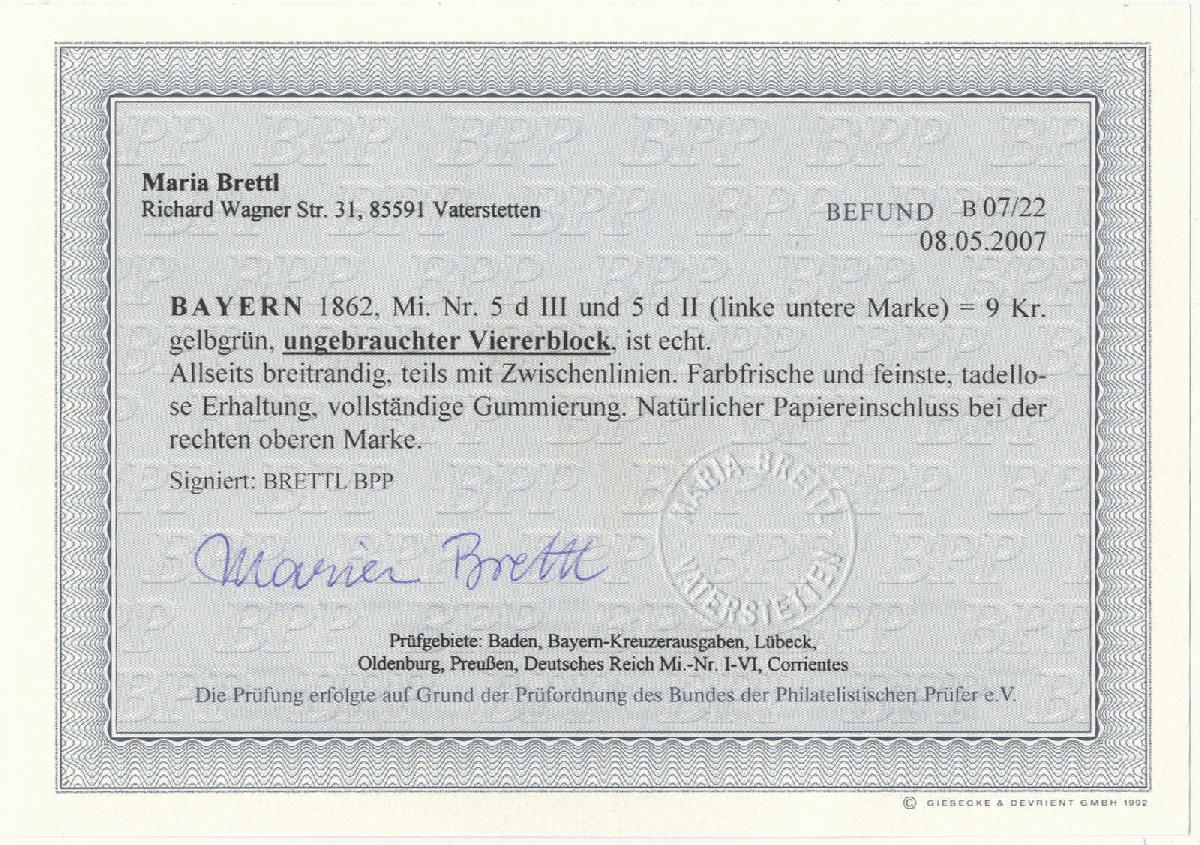 Maria Brettl
Richard Wagner Str. 31, 85591 Vaterstetten
BEFUND B 07/22
08.05.2007
BAYERN 1862, Mi. Nr. 5 d III und 5 d II (linke untere Marke) = 9 Kr.
gelbgrün, ungebrauchter Viererblock, ist echt.
Allseits breitrandig, teils mit Zwischenlinien. Farbfrische und feinste, tadello-
se Erhaltung, vollständige Gummierung. Natürlicher Papiereinschluss bei der
rechten oberen Marke.
Signiert: BRETTL BPP
Maria Brettl
MARIA BRETTL
VATERSTETTEN
Prüfgebiete: Baden, Bayern-Kreuzerausgaben, Lübeck,
Oldenburg, Preußen, Deutsches Reich Mi.-Nr. I-VI, Corrientes
Die Prüfung erfolgte auf Grund der Prüfordnung des Bundes der Philatelistischen Prüfer e.V.
© GIESECKE & DEVRIENT GMBH 1992